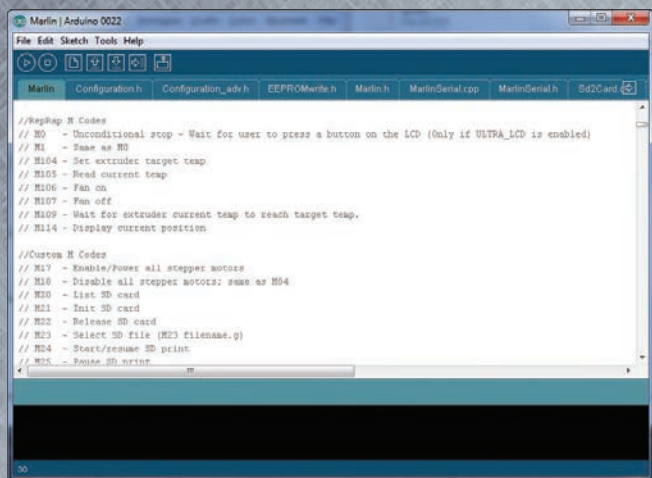 Marlin | Arduino 0022
File Edit Sketch Tools Help
Marlin Configuration.h Configuration_adv.h EEPROMwrite.h Marlin.h MarlinSerial.cpp MarlinSerial.h Sd2Card.
//RepRap M Codes
// M0 - Unconditional stop - Wait for user to press a button on the LCD (Only if ULTRA_LCD is enabled)
// M1 - Same as M0
// M104 - Set extruder target temp
// M105 - Read current temp
// M106 - Fan on
// M107 - Fan off
// M109 - Wait for extruder current temp to reach target temp.
// M114 - Display current position
//Custom M Codes
// M17 - Enable/Power all stepper motors
// M18 - Disable all stepper motors; same as M84
// M20 - List SD card
// M21 - Init SD card
// M22 - Release SD card
// M23 - Select SD file (M23 filename.g)
// M24 - Start/resume SD print
// M25 - Pause SD print